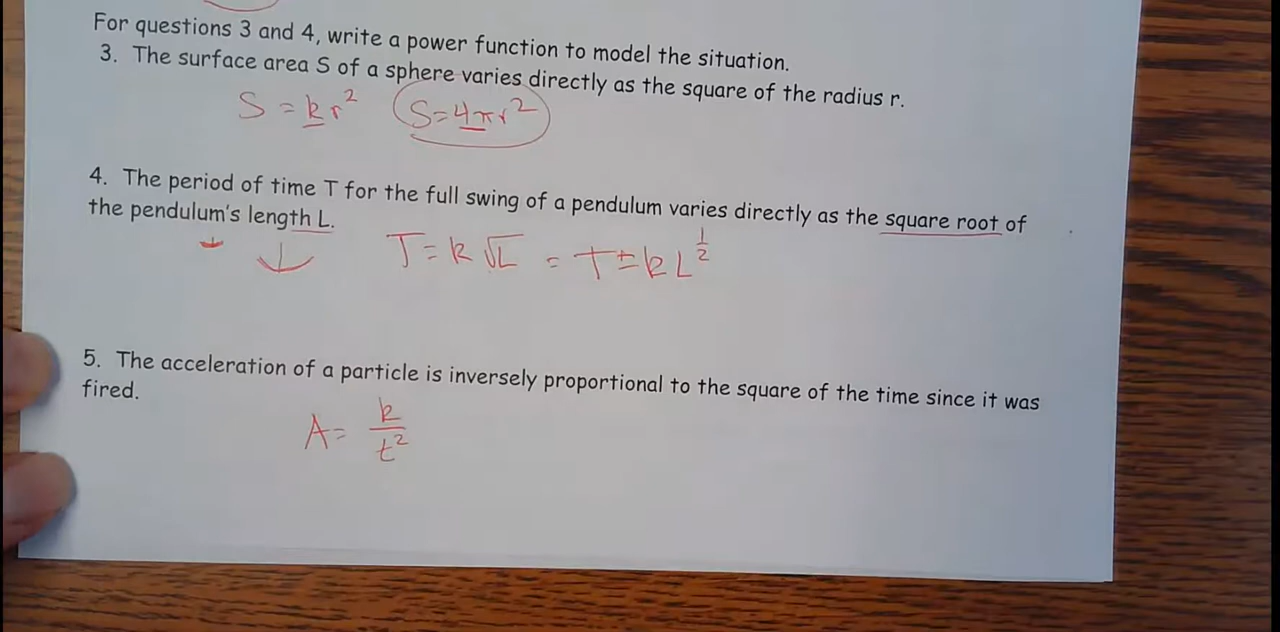 For questions 3 and 4, write a power function to model the situation.
3. The surface area S of a sphere varies directly as the square of the radius r.
S = kr² S=4πr²
4. The period of time T for the full swing of a pendulum varies directly as the square root of
the pendulum's length L.
T = k √L = T = kL^½
5. The acceleration of a particle is inversely proportional to the square of the time since it was
fired.
A = k/t²